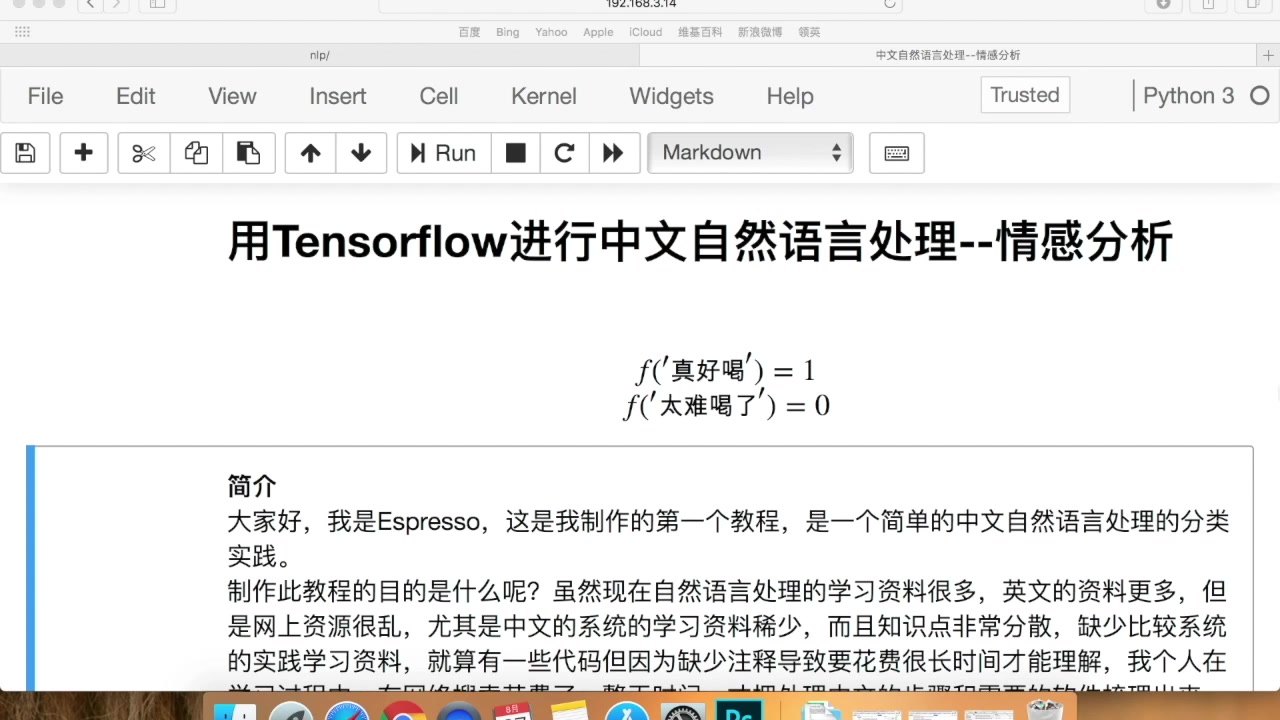 192.168.3.14
百度 Bing Yahoo Apple iCloud 维基百科 新浪微博 领英
nlp/ 中文自然语言处理--情感分析
File Edit View Insert Cell Kernel Widgets Help Trusted Python 3
Run Markdown
用Tensorflow进行中文自然语言处理--情感分析
f('真好喝') = 1
f('太难喝了') = 0
简介
大家好，我是Espresso，这是我制作的第一个教程，是一个简单的中文自然语言处理的分类
实践。
制作此教程的目的是什么呢？虽然现在自然语言处理的学习资料很多，英文的资料更多，但
是网上资源很乱，尤其是中文的系统的学习资料稀少，而且知识点非常分散，缺少比较系统
的实践学习资料，就算有一些代码但因为缺少注释导致要花费很长时间才能理解，我个人在
8月